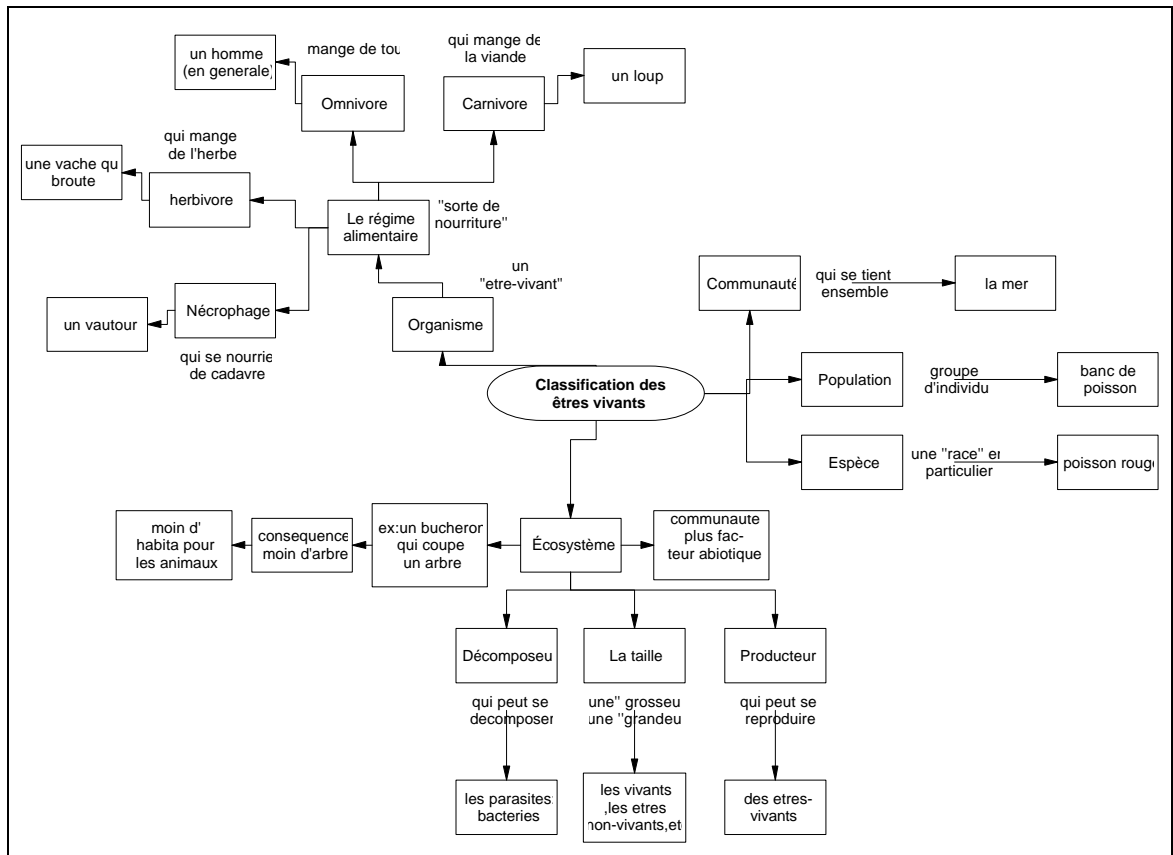 un homme
(en generale)
mange de tou
Omnivore
qui mange de
la viande
Carnivore
un loup
qui mange
de l'herbe
une vache qu
broute
herbivore
Le régime
alimentaire
"sorte de
nourriture"
un
"etre-vivant"
Organisme
Nécrophage
un vautour
qui se nourrie
de cadavre
Classification des
êtres vivants
Communauté
qui se tient
ensemble
la mer
Population
groupe
d'individu
banc de
poisson
Espèce
une "race" en
particulier
poisson rouge
Écosystème
communaute
plus fac-
teur abiotique
ex:un bucheron
qui coupe
un arbre
consequence
moin d'arbre
moin d'
habita pour
les animaux
Décomposeu
La taille
Producteur
qui peut se
decomposer
une" grosseu
une "grandeu
qui peut se
reproduire
les parasites:
bacteries
les vivants
,les etres
non-vivants,etc
des etres-
vivants